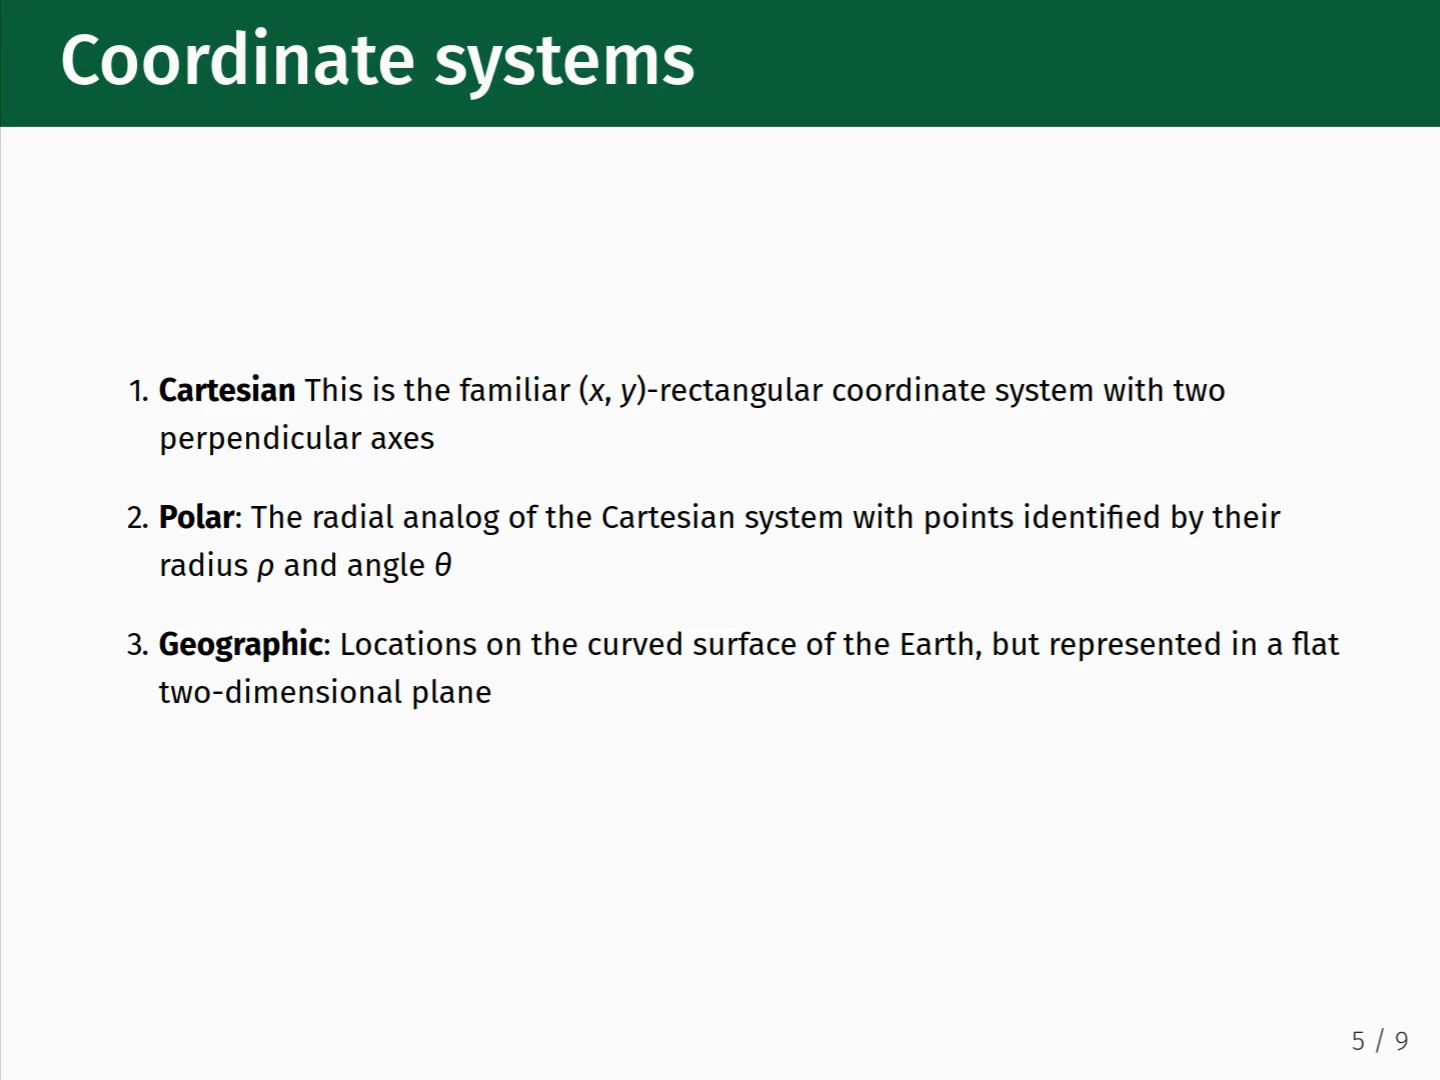 Coordinate systems
1. Cartesian This is the familiar (x, y)-rectangular coordinate system with two
perpendicular axes
2. Polar: The radial analog of the Cartesian system with points identified by their
radius ρ and angle θ
3. Geographic: Locations on the curved surface of the Earth, but represented in a flat
two-dimensional plane
5 / 9